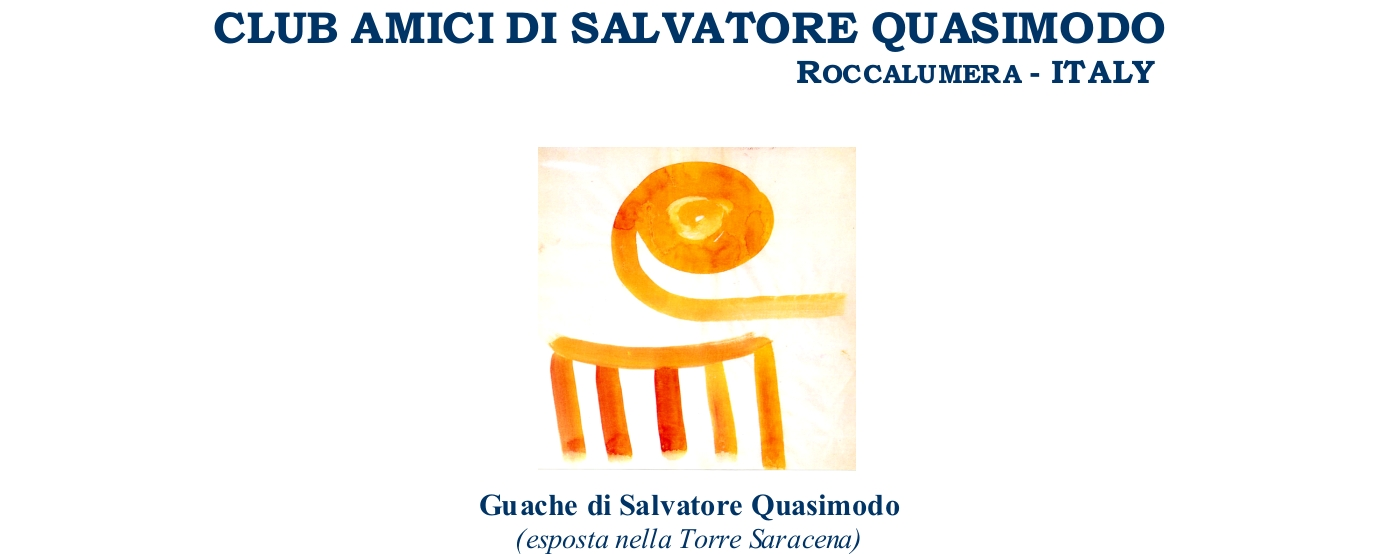 CLUB AMICI DI SALVATORE QUASIMODO
ROCCALUMERA - ITALY
Guache di Salvatore Quasimodo
(esposta nella Torre Saracena)